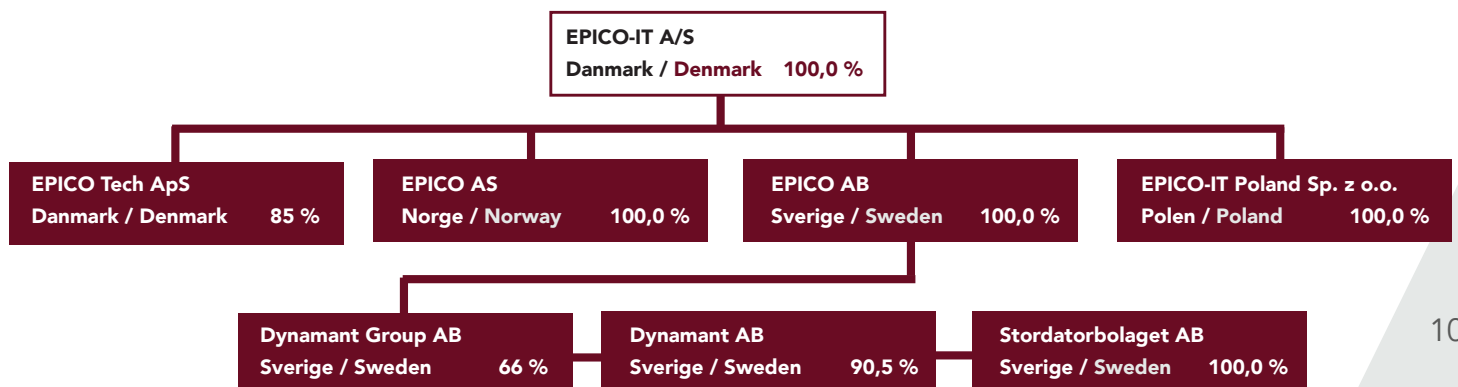 EPICO-IT A/S
Danmark / Denmark 100,0 %
EPICO Tech ApS
Danmark / Denmark 85 %
EPICO AS
Norge / Norway 100,0 %
EPICO AB
Sverige / Sweden 100,0 %
EPICO-IT Poland Sp. z o.o.
Polen / Poland 100,0 %
Dynamant Group AB
Sverige / Sweden 66 %
Dynamant AB
Sverige / Sweden 90,5 %
Stordatorbolaget AB
Sverige / Sweden 100,0 %
10